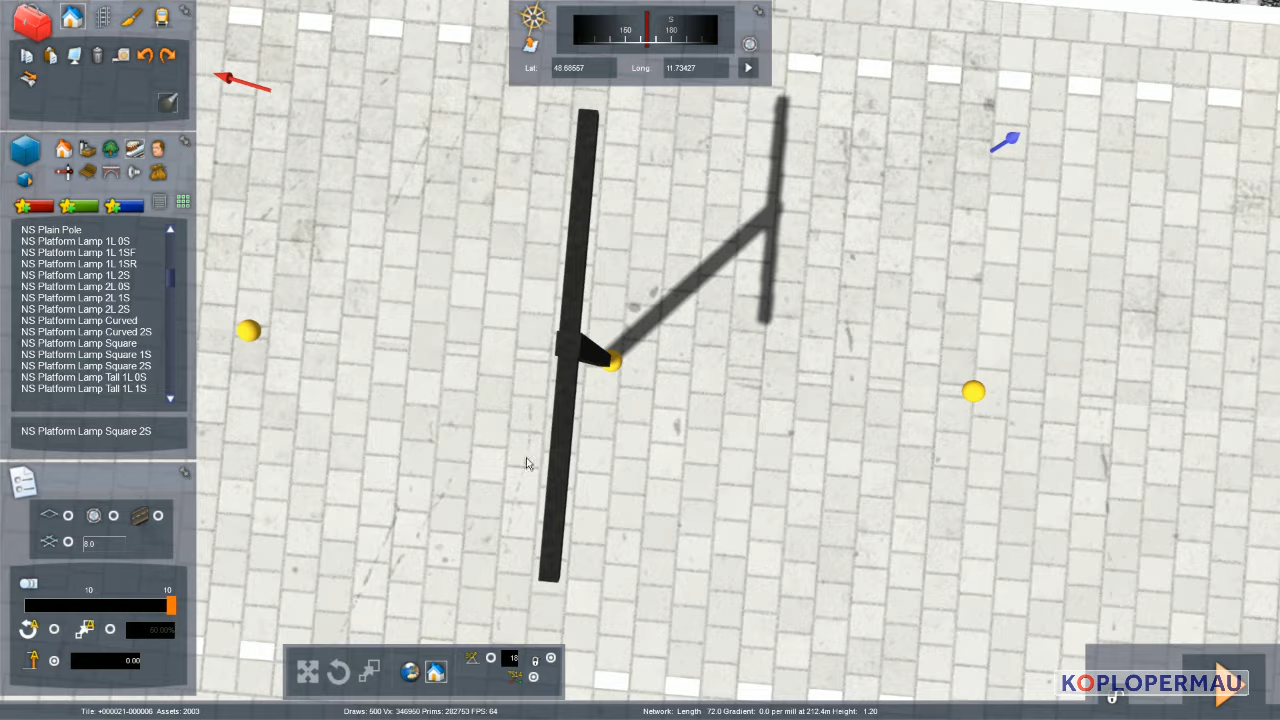 S
160
180
Lat:
48.68567
Long:
11.73427
NS Plain Pole
NS Platform Lamp 1L 0S
NS Platform Lamp 1L 1SF
NS Platform Lamp 1L 1SR
NS Platform Lamp 1L 2S
NS Platform Lamp 2L 0S
NS Platform Lamp 2L 1S
NS Platform Lamp 2L 2S
NS Platform Lamp Curved
NS Platform Lamp Curved 2S
NS Platform Lamp Square
NS Platform Lamp Square 1S
NS Platform Lamp Square 2S
NS Platform Lamp Tall 1L 0S
NS Platform Lamp Tall 1L 1S
NS Platform Lamp Square 2S
8.0
10
10
50.00%
0.00
18
KOPLOPERMAU
Tile: +000021-000006 Assets: 2003
Draws: 500 Vx: 346950 Prims: 282753 FPS: 64
Network: Length 72.0 Gradient: 0.0 per mill at 212.4m Height: 1.20